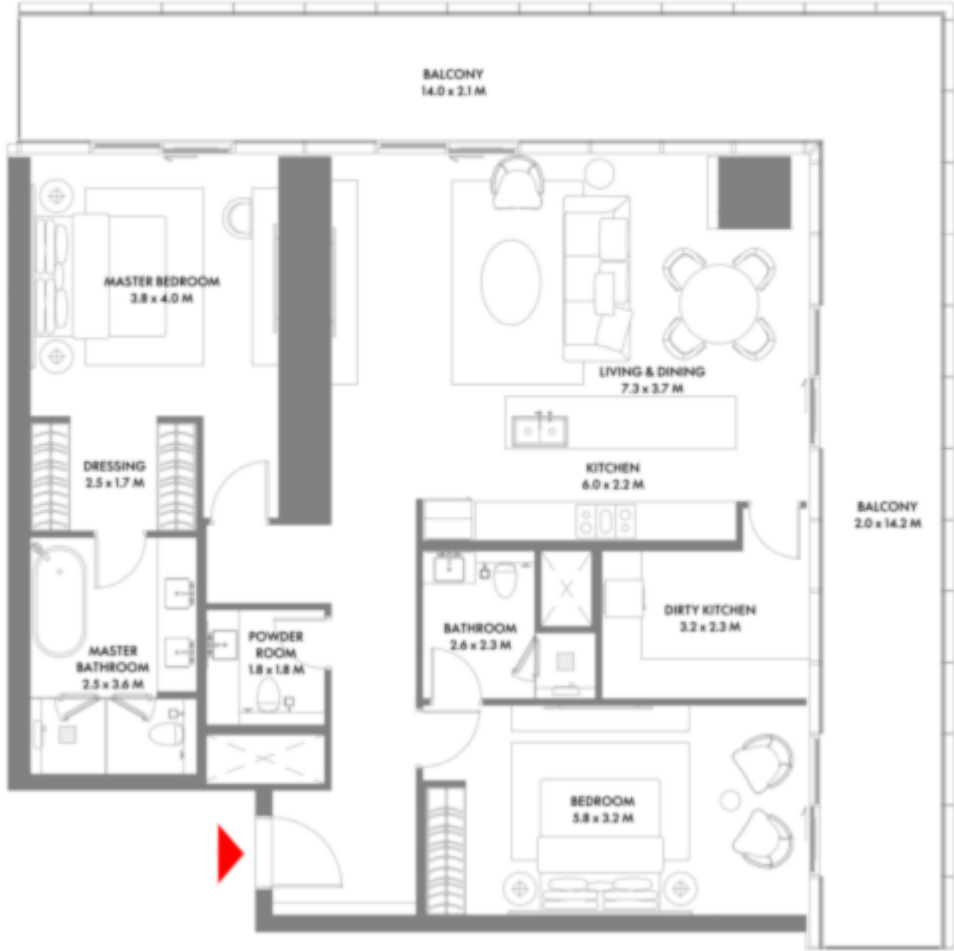 BALCONY
14.0 x 2.1 M
MASTER BEDROOM
3.8 x 4.0 M
LIVING & DINING
7.3 x 3.7 M
DRESSING
2.5 x 1.7 M
KITCHEN
6.0 x 2.2 M
BALCONY
2.0 x 14.2 M
DIRTY KITCHEN
3.2 x 2.3 M
BATHROOM
2.6 x 2.3 M
POWDER
ROOM
1.8 x 1.8 M
MASTER
BATHROOM
2.5 x 3.6 M
BEDROOM
5.8 x 3.2 M